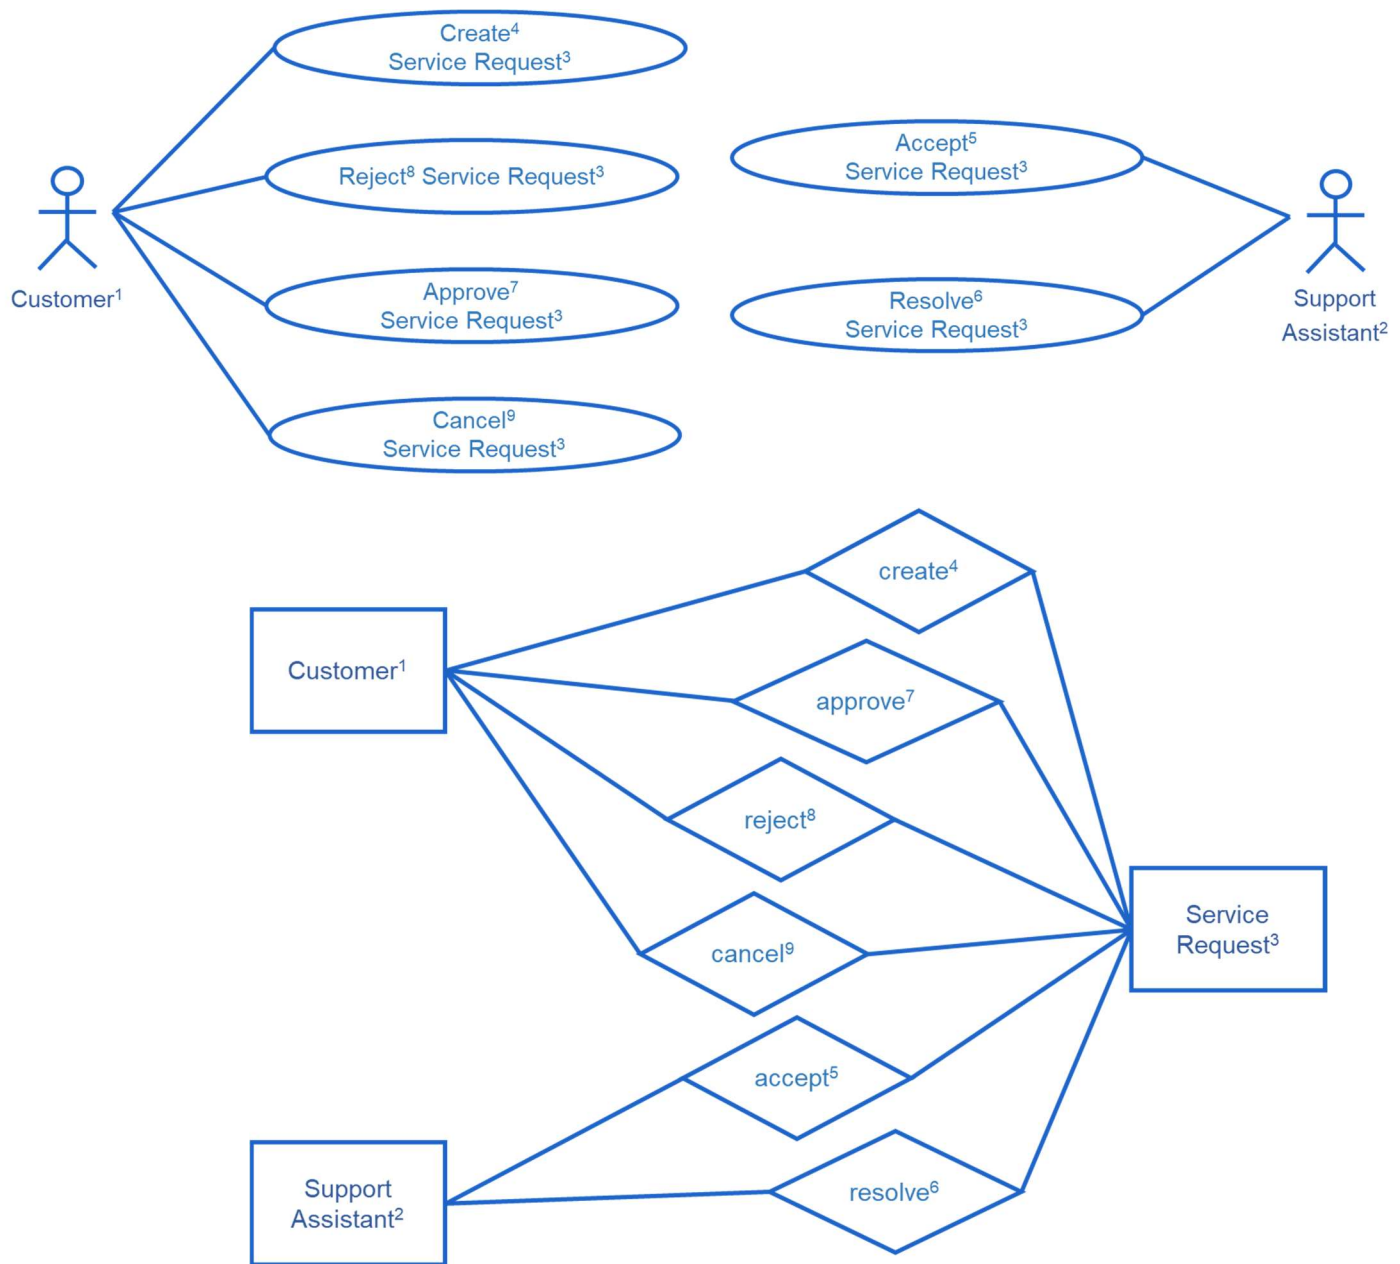 Create⁴
Service Request³
Reject⁸ Service Request³
Approve⁷
Service Request³
Cancel⁹
Service Request³
Customer¹
Accept⁵
Service Request³
Resolve⁶
Service Request³
Support
Assistant²
create⁴
Customer¹
approve⁷
reject⁸
cancel⁹
Service
Request³
accept⁵
resolve⁶
Support
Assistant²